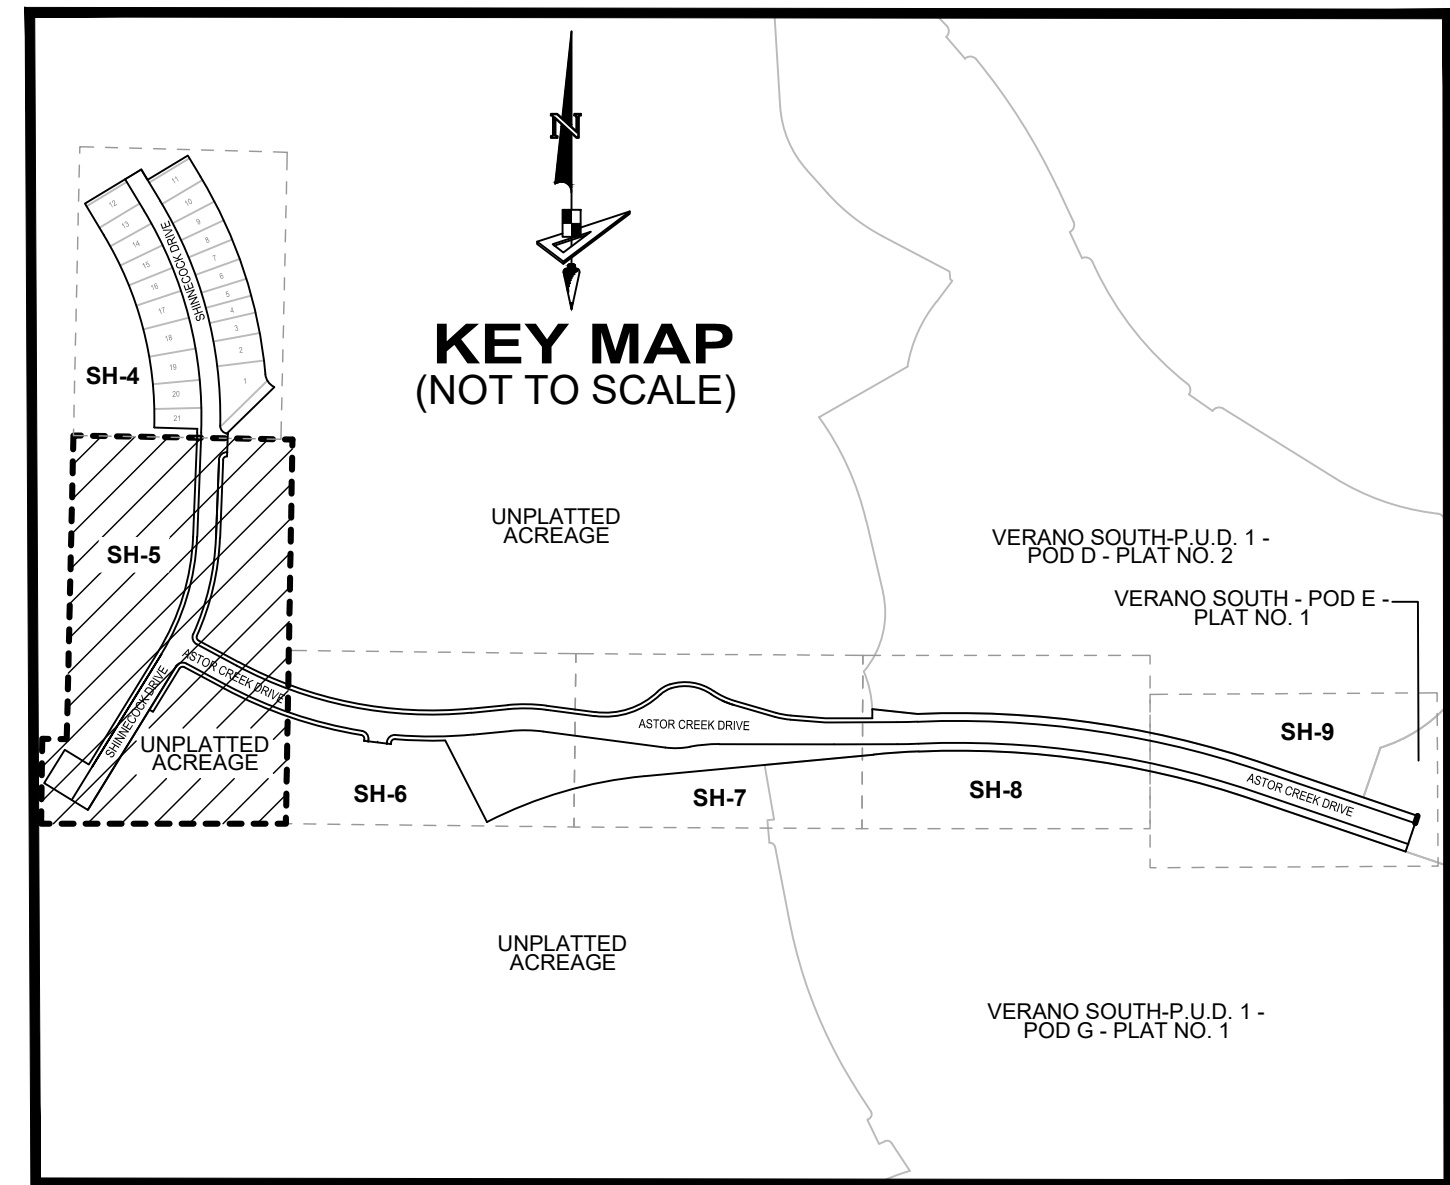 N
KEY MAP
(NOT TO SCALE)
11
10
9
8
7
6
5
4
3
2
1
12
13
14
15
16
17
18
19
20
21
SHINNECOCK DRIVE
SH-4
SH-5
UNPLATTED
ACREAGE
VERANO SOUTH-P.U.D. 1 -
POD D - PLAT NO. 2
VERANO SOUTH - POD E -
PLAT NO. 1
ASTOR CREEK DRIVE
SHINNECOCK DRIVE
UNPLATTED
ACREAGE
ASTOR CREEK DRIVE
SH-6
SH-7
SH-8
SH-9
ASTOR CREEK DRIVE
UNPLATTED
ACREAGE
VERANO SOUTH-P.U.D. 1 -
POD G - PLAT NO. 1